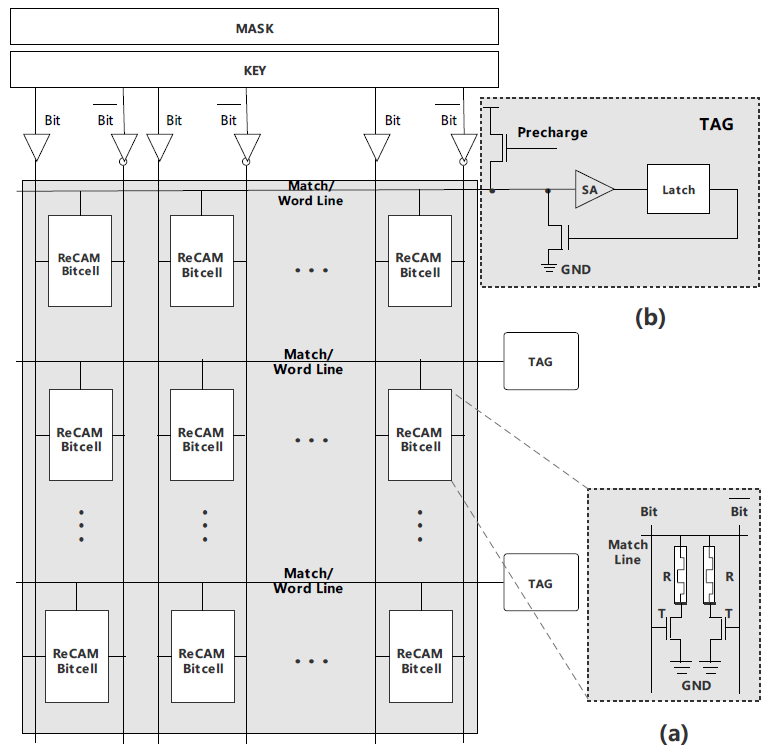 MASK
KEY
Bit
Bit
Bit
Bit
Bit
Bit
Precharge
TAG
SA
Latch
GND
(b)
Match/
Word Line
ReCAM
Bitcell
ReCAM
Bitcell
ReCAM
Bitcell
Match/
Word Line
TAG
ReCAM
Bitcell
ReCAM
Bitcell
ReCAM
Bitcell
Match/
Word Line
TAG
ReCAM
Bitcell
ReCAM
Bitcell
ReCAM
Bitcell
Bit
Bit
Match
Line
R
R
T
T
GND
(a)